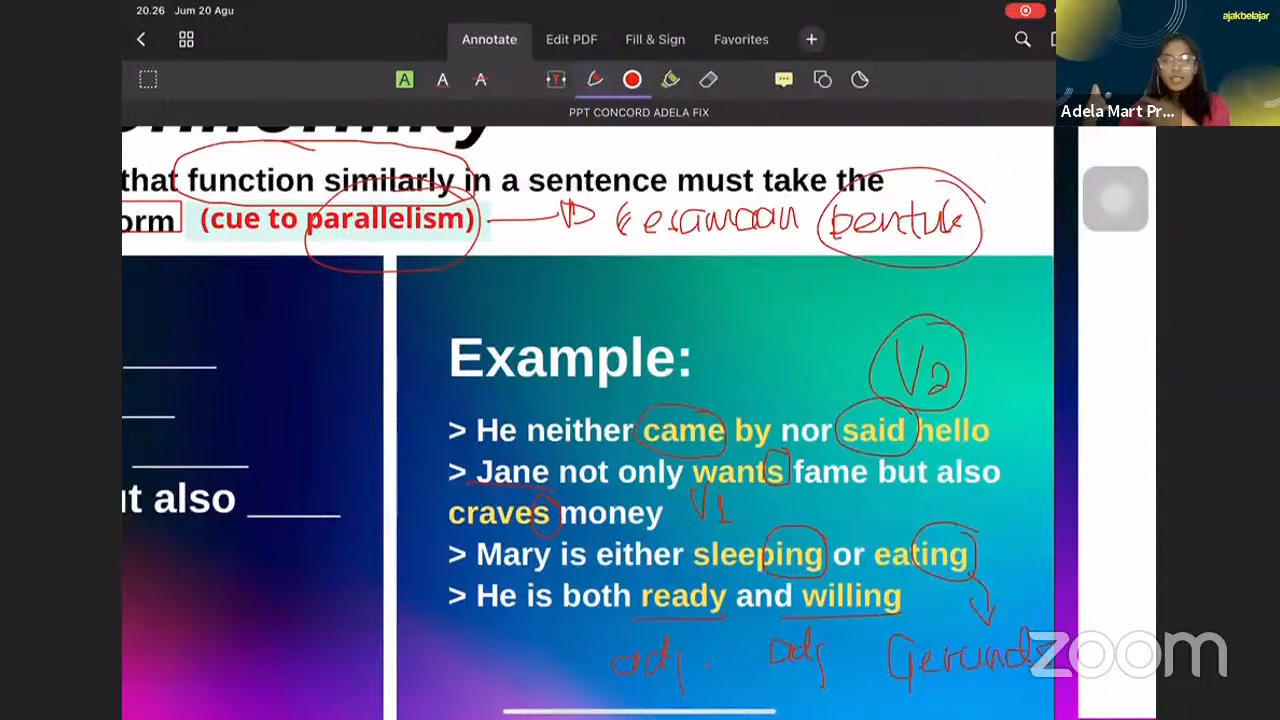 20.26 Jum 20 Agu
ajakbelajar
Annotate Edit PDF Fill & Sign Favorites +
A A A T
PPT CONCORD ADELA FIX
Adela Mart Pr...
that function similarly in a sentence must take the
orm (cue to parallelism) kesamaan bentuk
Example:
V2
> He neither came by nor said hello
> Jane not only wants fame but also
ut also
V1
craves money
> Mary is either sleeping or eating
> He is both ready and willing
adj. adj Gerunds
zoom